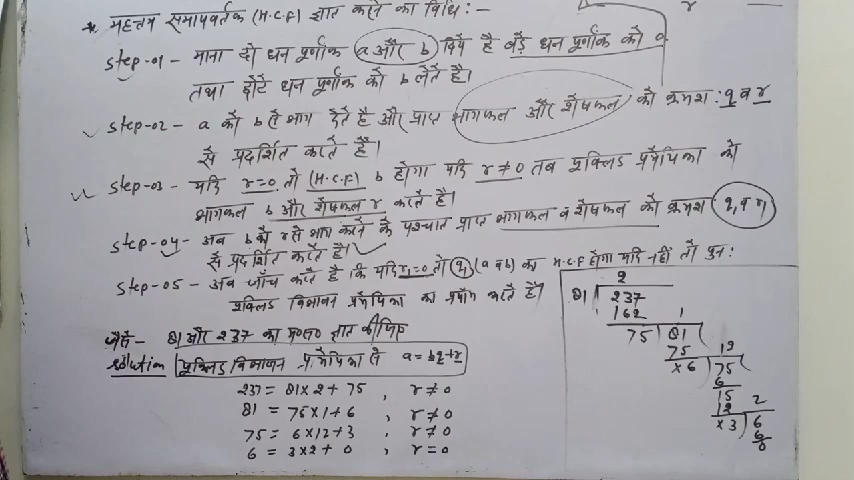 * महत्तम समापवर्तक (H.C.F) ज्ञात करने का विधि:-
r
Step-01 - माना दो धन पूर्णांक a और b दिये है बड़े धन पूर्णांक को a
तथा छोटे धन पूर्णांक को b लेते है।
Step-02 - a को b से भाग देते है और प्राप्त भागफल और शेषफल को क्रमश: q व r
से प्रदर्शित करते हैं।
Step-03 - यदि r=0 तो (H.C.F) b होगा यदि r≠0 तब
भागफल b और शेषफल r करते है।
Step-04 - अब b को r से भाग करने के पश्चात प्राप्त भागफल व शेषफल को क्रमश
से प्रदर्शित करते है।
Step-05 - अब जाँच करते है कि यदि r₁=0 तो (a व b) का H.C.F होगा यदि नहीं तो पुन:
विभाजन का प्रयोग करते है।
जैसे- 81 और 237 का म०स० ज्ञात कीजिए
Solution विभाजन से a = bq+r
237 = 81×2 + 75 , r≠0
81 = 75×1+6 , r≠0
75 = 6×12+3 , r≠0
6 = 3×2+0 , r=0
2
81 237
162 1
75 81
75 12
×6 75
6
15
12 2
×3 6
6
0